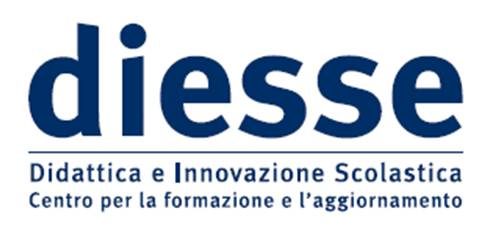 diesse
Didattica e Innovazione Scolastica
Centro per la formazione e l'aggiornamento